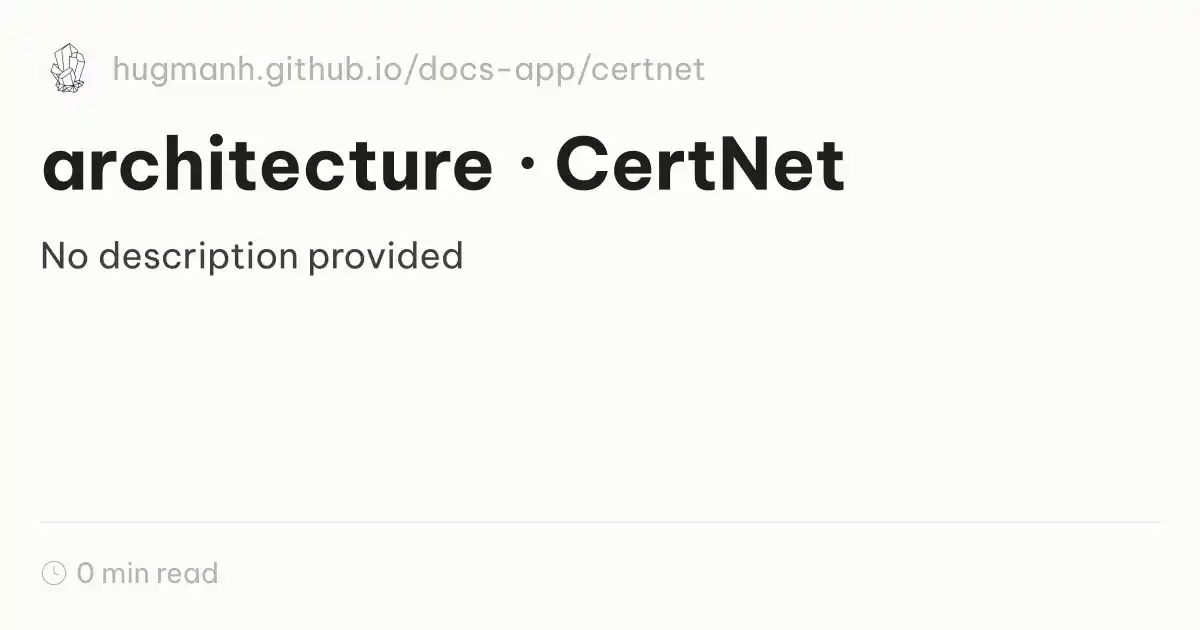 hugmanh.github.io/docs-app/certnet
architecture · CertNet
No description provided
0 min read